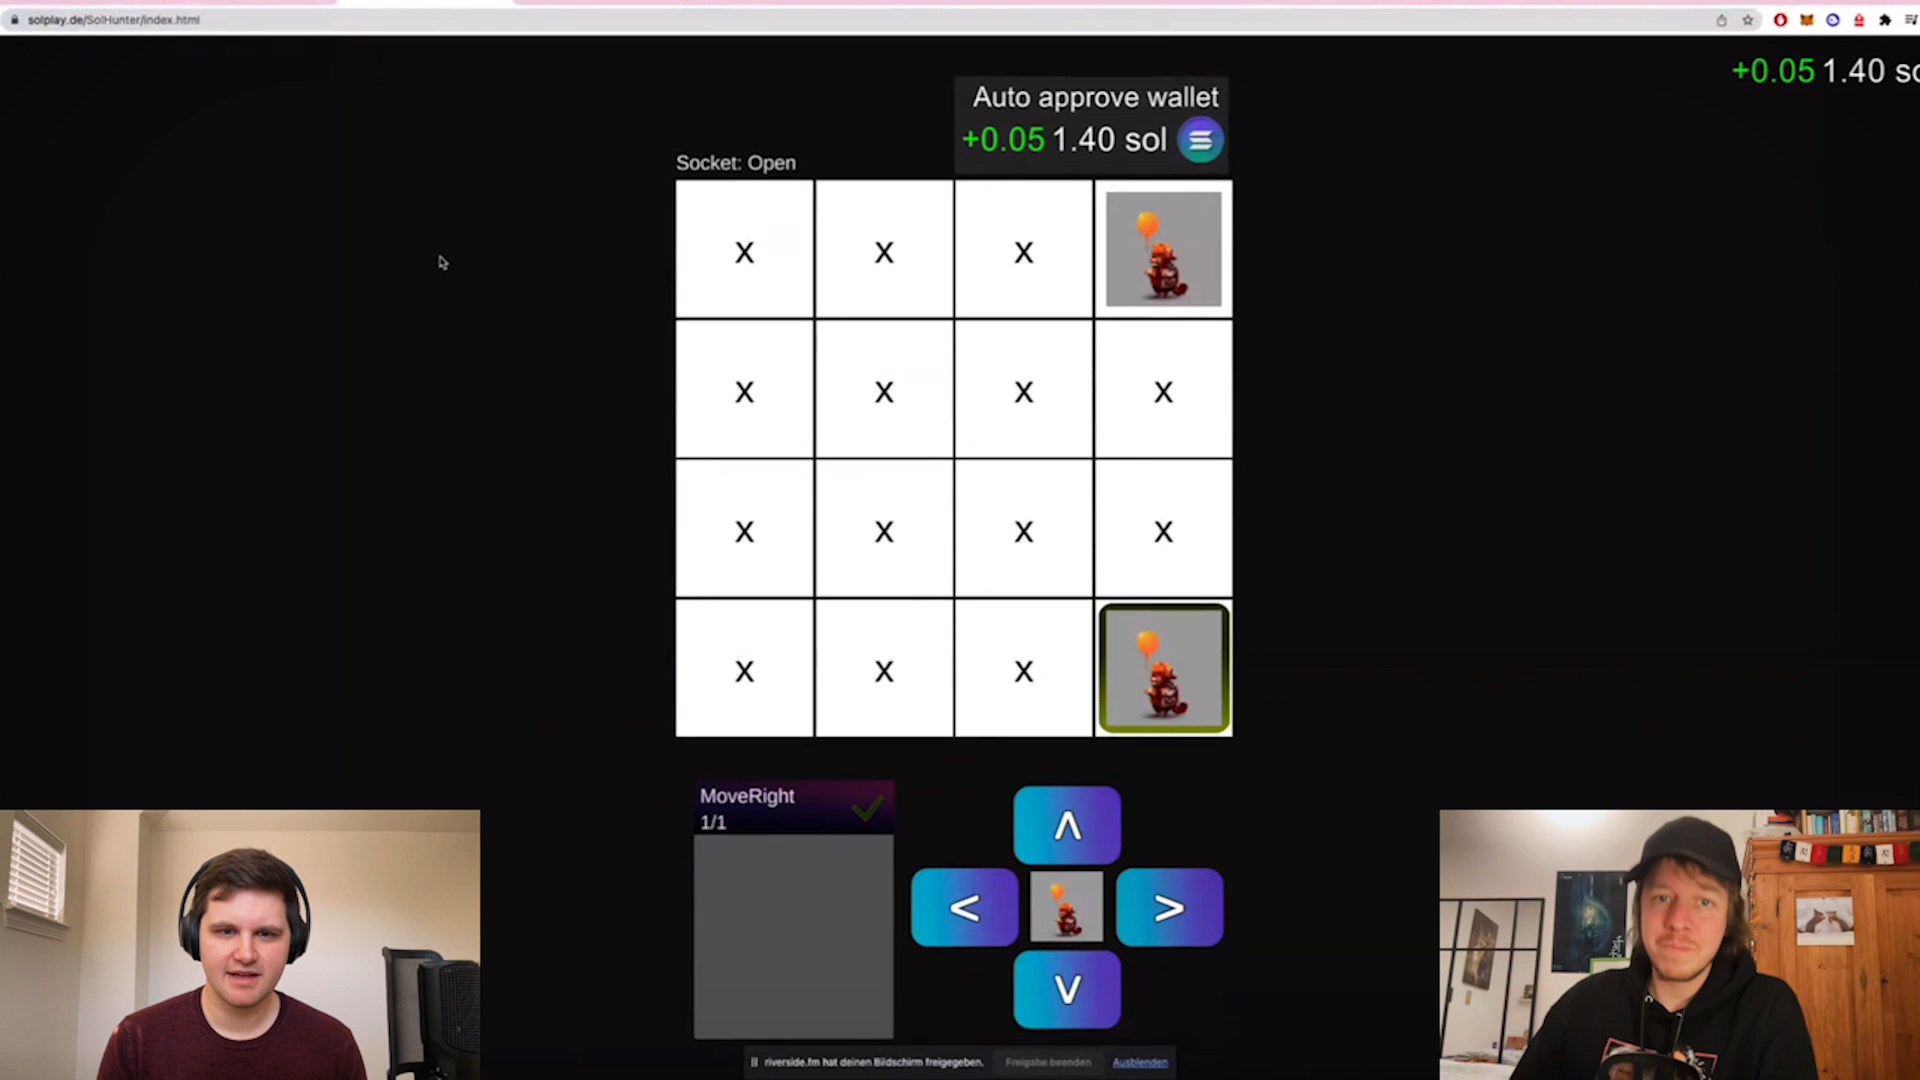 solplay.de/SolHunter/index.html
+0.05 1.40 so
Auto approve wallet
+0.05 1.40 sol
Socket: Open
X X X
X X X X
X X X X
X X X
MoveRight
1/1
^
< >
V
riverside.fm hat deinen Bildschirm freigegeben. Freigabe beenden Ausblenden